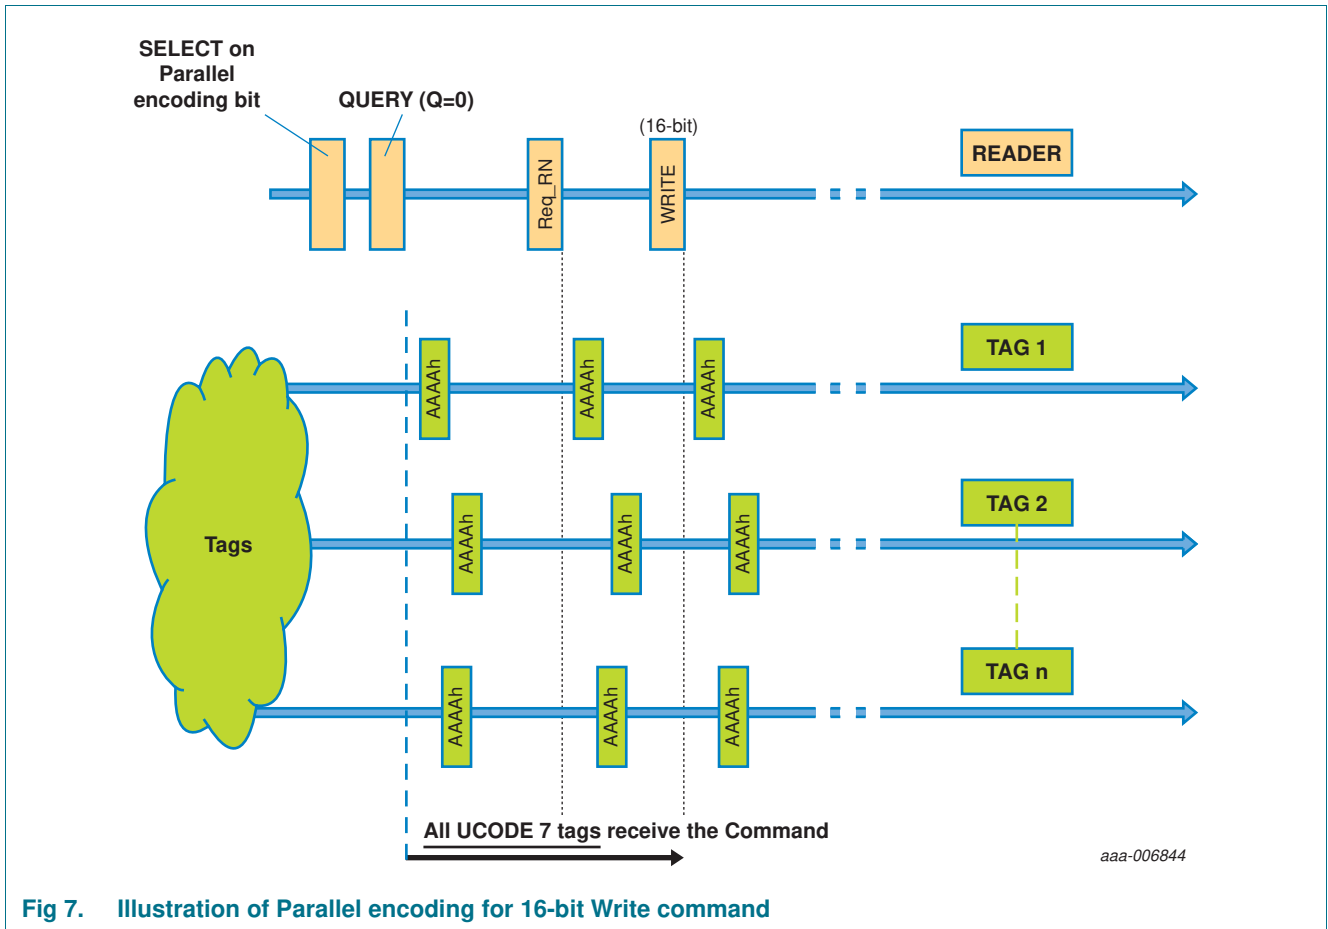 SELECT on
Parallel
encoding bit
QUERY (Q=0)
(16-bit)
Req_RN
WRITE
READER
AAAAh
AAAAh
AAAAh
TAG 1
Tags
AAAAh
AAAAh
AAAAh
TAG 2
AAAAh
AAAAh
AAAAh
TAG n
All UCODE 7 tags receive the Command
aaa-006844
Fig 7. Illustration of Parallel encoding for 16-bit Write command